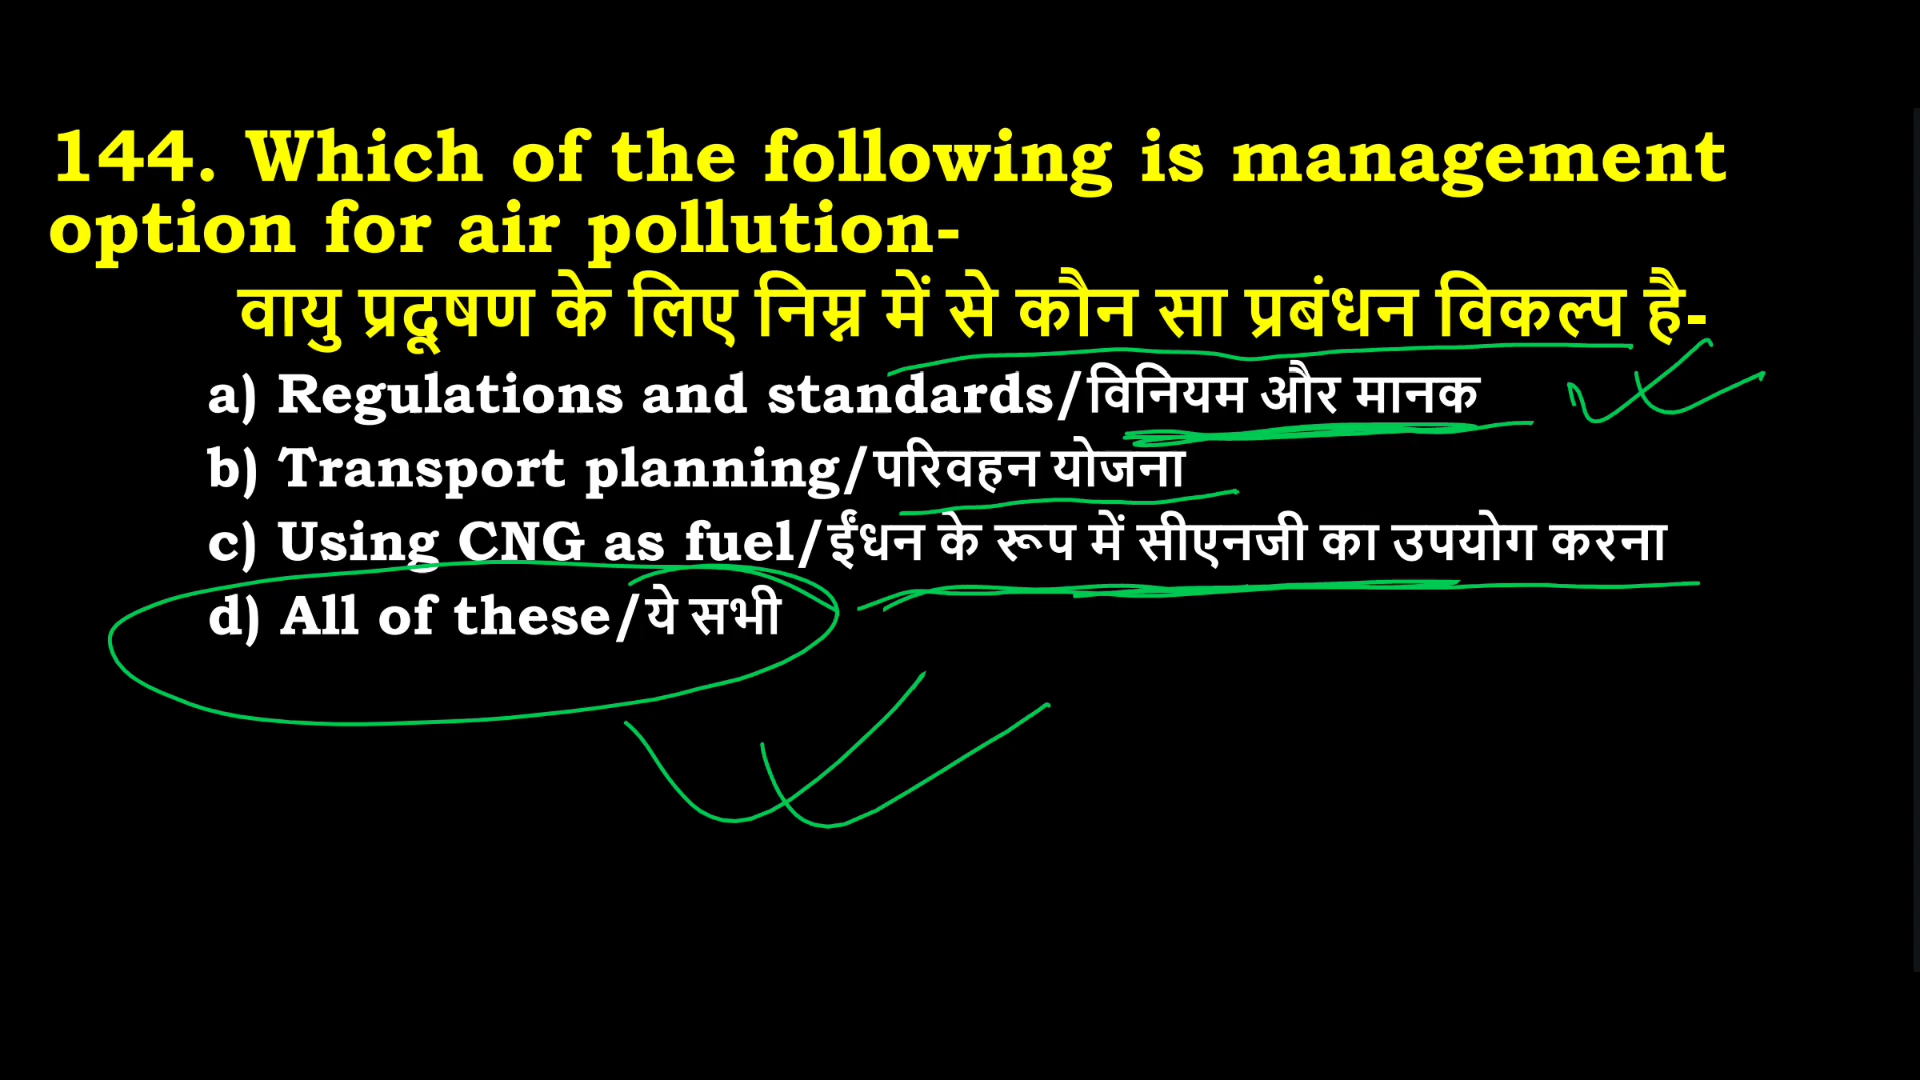 144. Which of the following is management
option for air pollution-
वायु प्रदूषण के लिए निम्न में से कौन सा प्रबंधन विकल्प है-
a) Regulations and standards/विनियम और मानक
b) Transport planning/परिवहन योजना
c) Using CNG as fuel/ईंधन के रूप में सीएनजी का उपयोग करना
d) All of these/ये सभी